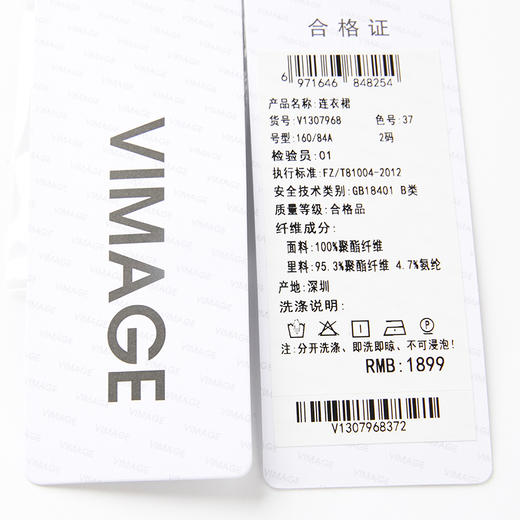 VIMAGE
合格证
6 971646 848254
产品名称:连衣裙
货号:V1307968 色号:37
号型:160/84A 2码
检验员:01
执行标准:FZ/T81004-2012
安全技术类别:GB18401 B类
质量等级:合格品
纤维成分:
面料:100%聚酯纤维
里料:95.3%聚酯纤维 4.7%氨纶
产地:深圳
洗涤说明:
注:分开洗涤、即洗即晾、不可浸泡!
RMB:1899
V1307968372